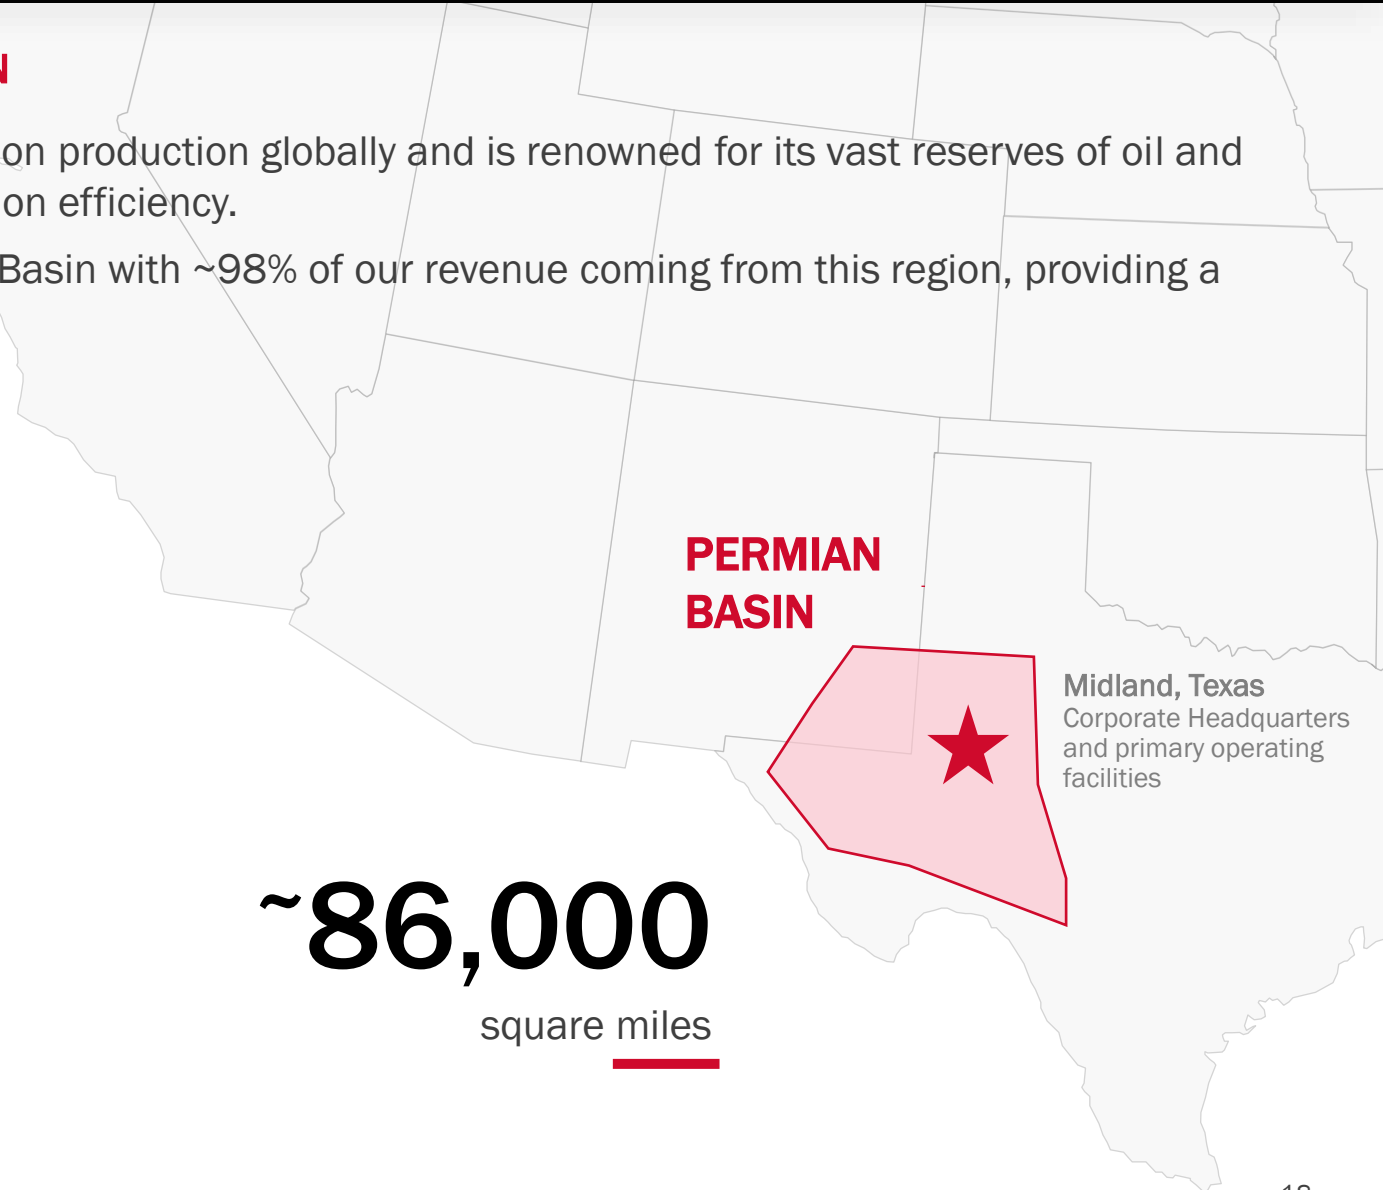 N
on production globally and is renowned for its vast reserves of oil and
on efficiency.
Basin with ~98% of our revenue coming from this region, providing a
PERMIAN
BASIN
Midland, Texas
Corporate Headquarters
and primary operating
facilities
~86,000
square miles